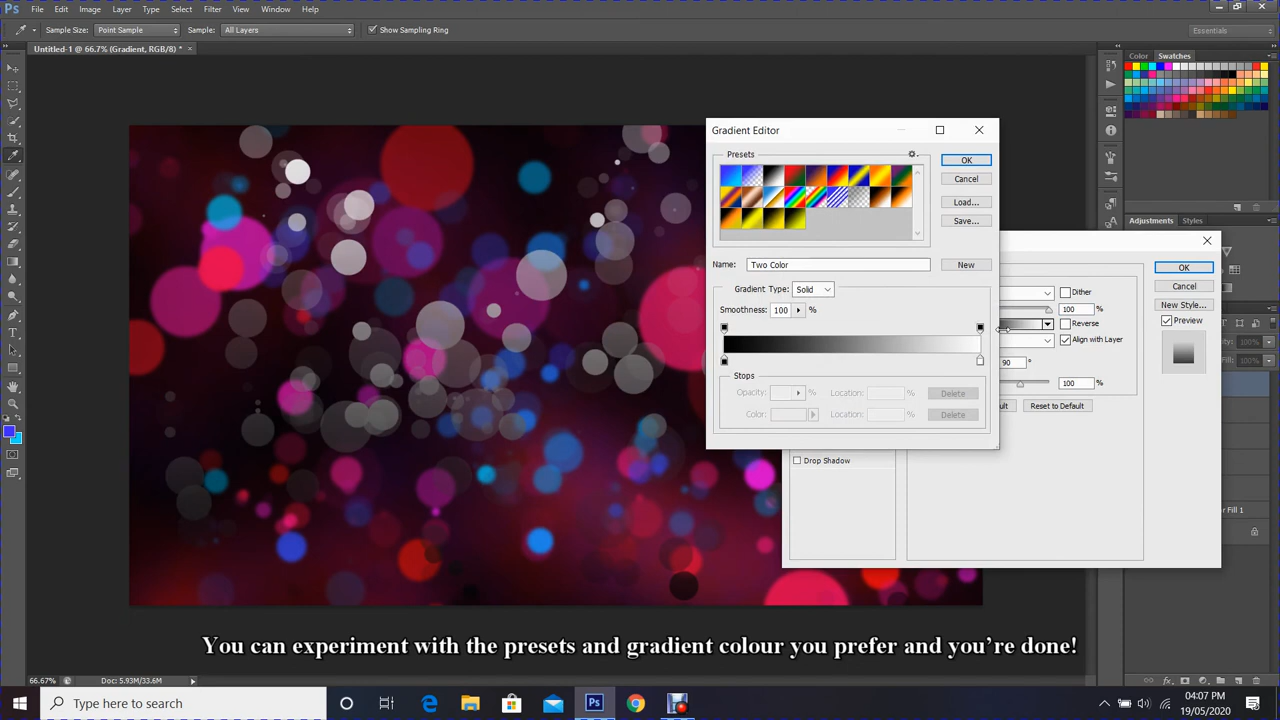 Ps File Edit Image Layer Type Select Filter View Window Help
Sample Size: Point Sample Sample: All Layers Show Sampling Ring Essentials
Untitled-1 @ 66.7% (Gradient, RGB/8) * ×
Color Swatches
Gradient Editor
Presets
OK
Cancel
Load...
Save...
Name: Two Color New
Gradient Type: Solid
Smoothness: 100 %
Stops
Opacity: % Location: % Delete
Color: Location: % Delete
Adjustments Styles
Dither
100 %
Reverse
Align with Layer
90 °
100 %
Reset to Default
OK
Cancel
New Style...
Preview
Drop Shadow
66.67% Doc: 5.93M/33.6M
You can experiment with the presets and gradient colour you prefer and you're done!
Type here to search
04:07 PM
19/05/2020